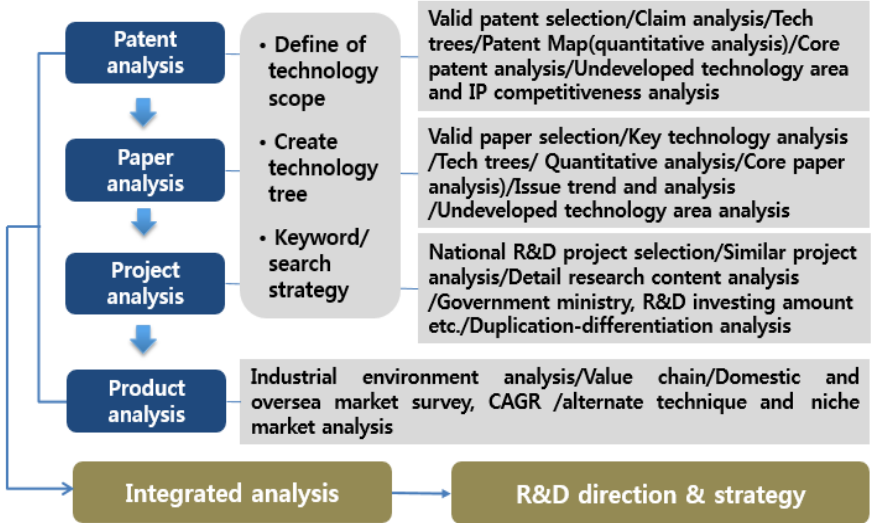 Patent
analysis
• Define of
technology
scope
• Create
technology
tree
• Keyword/
search
strategy
Valid patent selection/Claim analysis/Tech
trees/Patent Map(quantitative analysis)/Core
patent analysis/Undeveloped technology area
and IP competitiveness analysis
Paper
analysis
Valid paper selection/Key technology analysis
/Tech trees/ Quantitative analysis/Core paper
analysis)/Issue trend and analysis
/Undeveloped technology area analysis
Project
analysis
National R&D project selection/Similar project
analysis/Detail research content analysis
/Government ministry, R&D investing amount
etc./Duplication-differentiation analysis
Product
analysis
Industrial environment analysis/Value chain/Domestic and
oversea market survey, CAGR /alternate technique and niche
market analysis
Integrated analysis
R&D direction & strategy